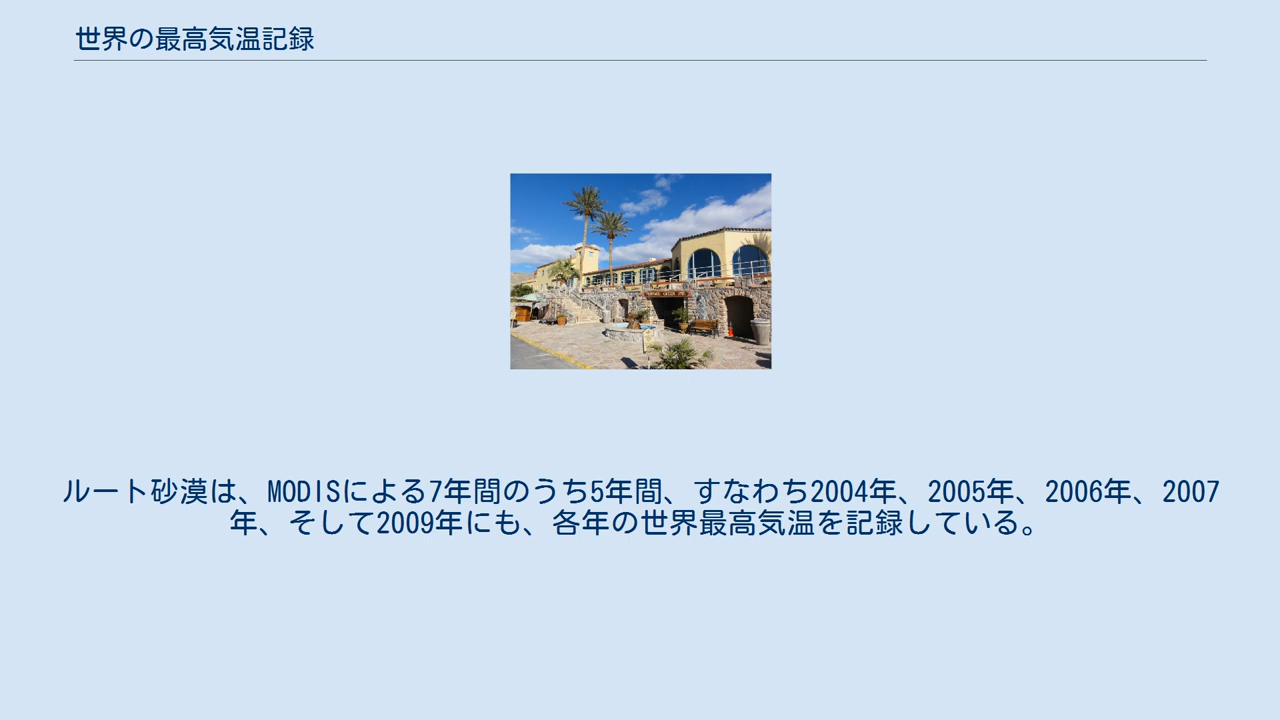 世界の最高気温記録
ルート砂漠は、MODISによる7年間のうち5年間、すなわち2004年、2005年、2006年、2007
年、そして2009年にも、各年の世界最高気温を記録している。